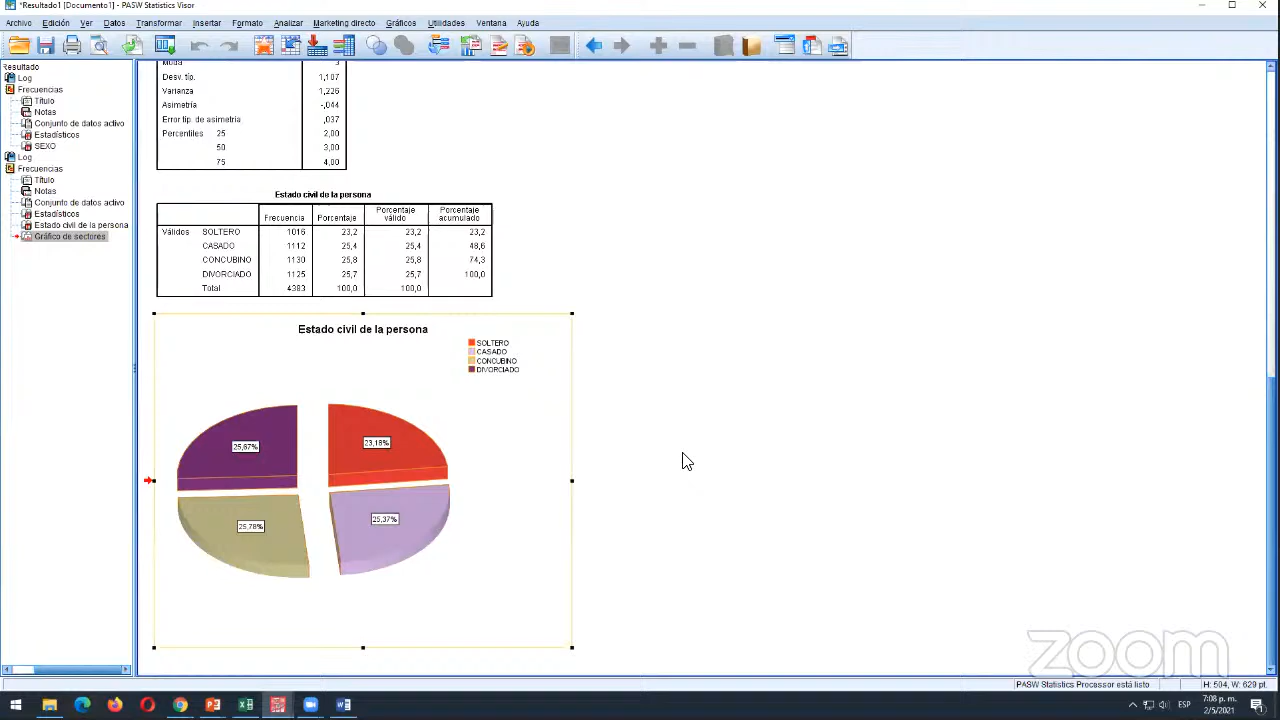 *Resultado1 [Documento1] - PASW Statistics Visor
Archivo Edición Ver Datos Transformar Insertar Formato Analizar Marketing directo Gráficos Utilidades Ventana Ayuda
Resultado
Log
Frecuencias
Título
Notas
Conjunto de datos activo
Estadísticos
SEXO
Log
Frecuencias
Título
Notas
Conjunto de datos activo
Estadísticos
Estado civil de la persona
Gráfico de sectores
Moda 3
Desv. típ. 1,107
Varianza 1,226
Asimetría -,044
Error típ. de asimetría ,037
Percentiles 25 2,00
50 3,00
75 4,00
Estado civil de la persona
Frecuencia Porcentaje Porcentaje válido Porcentaje acumulado
Válidos SOLTERO 1016 23,2 23,2 23,2
CASADO 1112 25,4 25,4 48,6
CONCUBINO 1130 25,8 25,8 74,3
DIVORCIADO 1125 25,7 25,7 100,0
Total 4383 100,0 100,0
Estado civil de la persona
SOLTERO
CASADO
CONCUBINO
DIVORCIADO
25,67%
23,18%
25,78%
25,37%
zoom
PASW Statistics Processor está listo
H: 504, W: 629 pt.
ESP
7:08 p. m.
2/5/2021